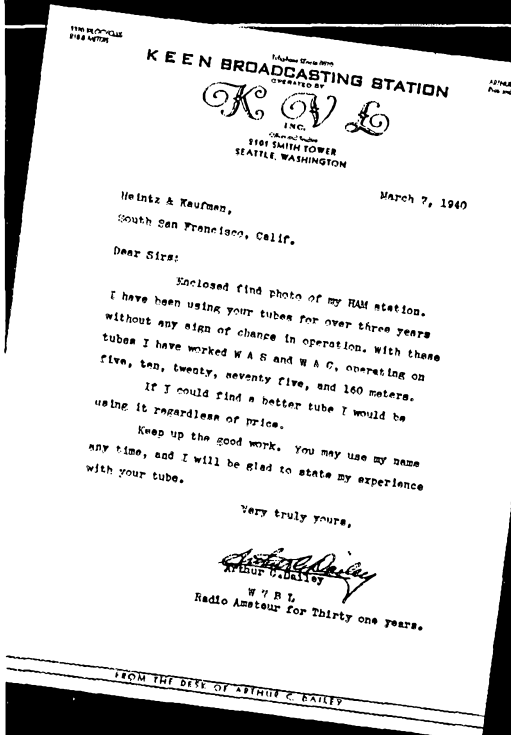 KEEN BROADCASTING STATION
OPERATED BY
KVL
INC.
2101 SMITH TOWER
SEATTLE, WASHINGTON
March 7, 1940
Heintz & Kaufman,
South San Francisco, Calif.
Dear Sirs:
Enclosed find photo of my HAM station.
I have been using your tubes for over three years
without any sign of change in operation. With these
tubes I have worked W A S and W A C, operating on
five, ten, twenty, seventy five, and 160 meters.
If I could find a better tube I would be
using it regardless of price.
Keep up the good work. You may use my name
any time, and I will be glad to state my experience
with your tube.
Very truly yours,
Arthur C. Dailey
Arthur C.Dailey
W 7 B L
Radio Amateur for Thirty one years.
FROM THE DESK OF ARTHUR C. DAILEY